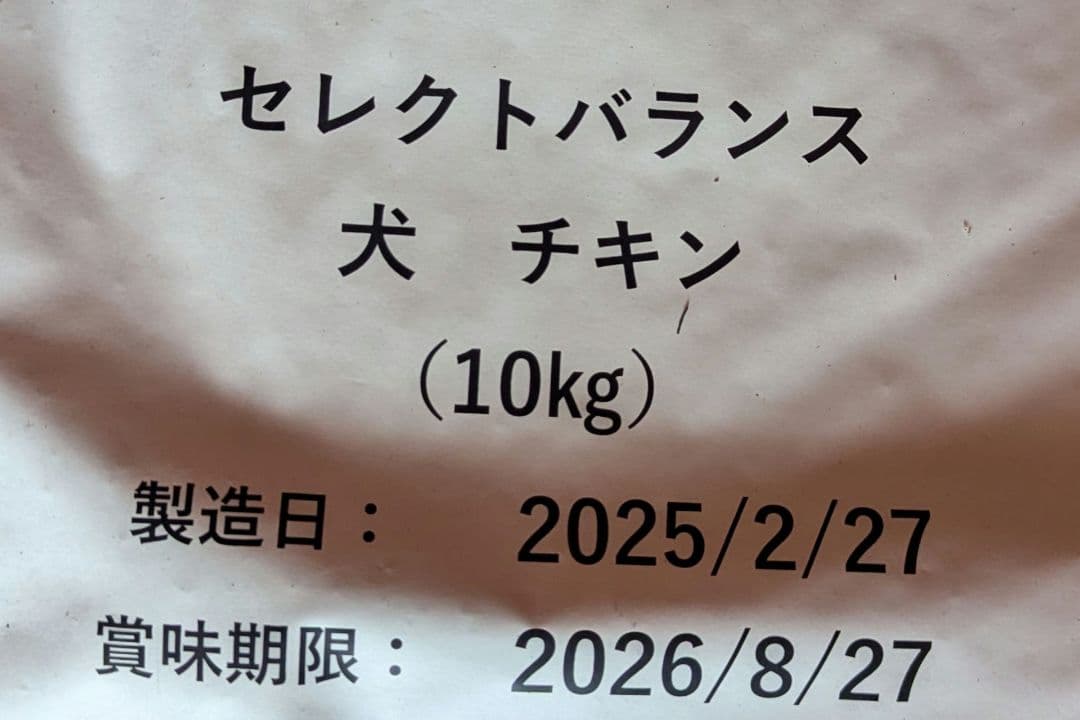 セレクトバランス
犬　チキン
（10kg）
製造日：　2025/2/27
賞味期限：　2026/8/27